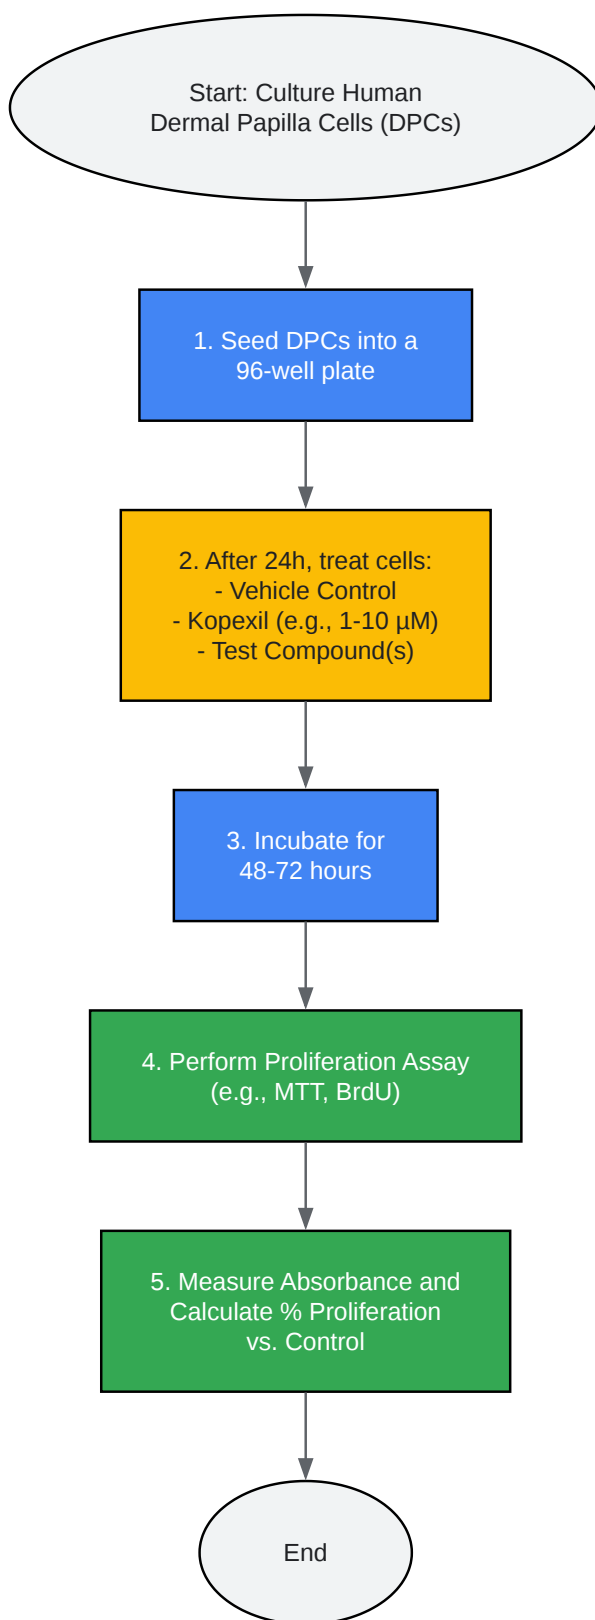 Start: Culture Human
Dermal Papilla Cells (DPCs)
1. Seed DPCs into a
96-well plate
2. After 24h, treat cells:
- Vehicle Control
- Kopexil (e.g., 1-10 µM)
- Test Compound(s)
3. Incubate for
48-72 hours
4. Perform Proliferation Assay
(e.g., MTT, BrdU)
5. Measure Absorbance and
Calculate % Proliferation
vs. Control
End